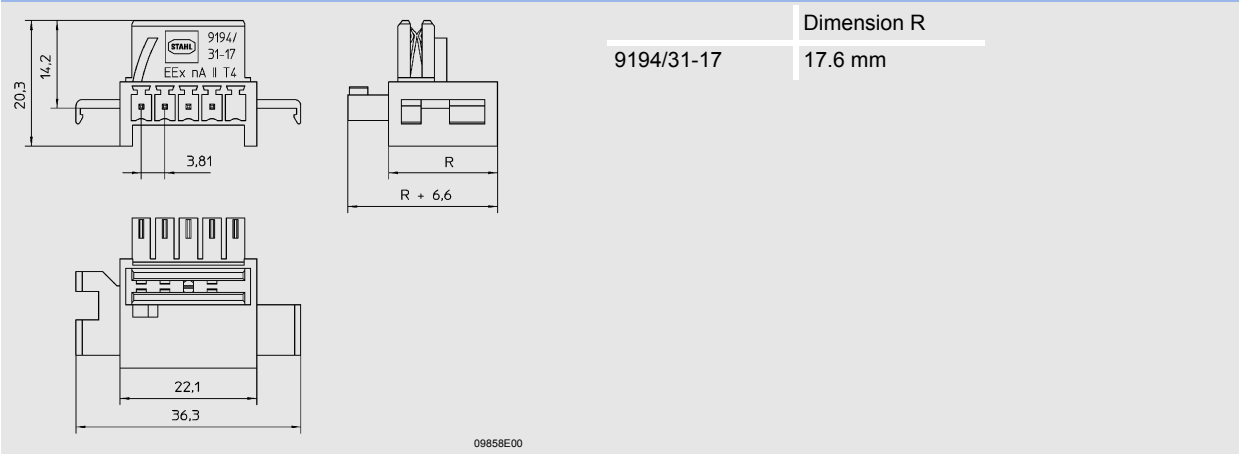 20,3
14,2
STAHL
9194/
31-17
EEx nA II T4
3,81
R
R + 6,6
Dimension R
9194/31-17 17.6 mm
22,1
36,3
09858E00